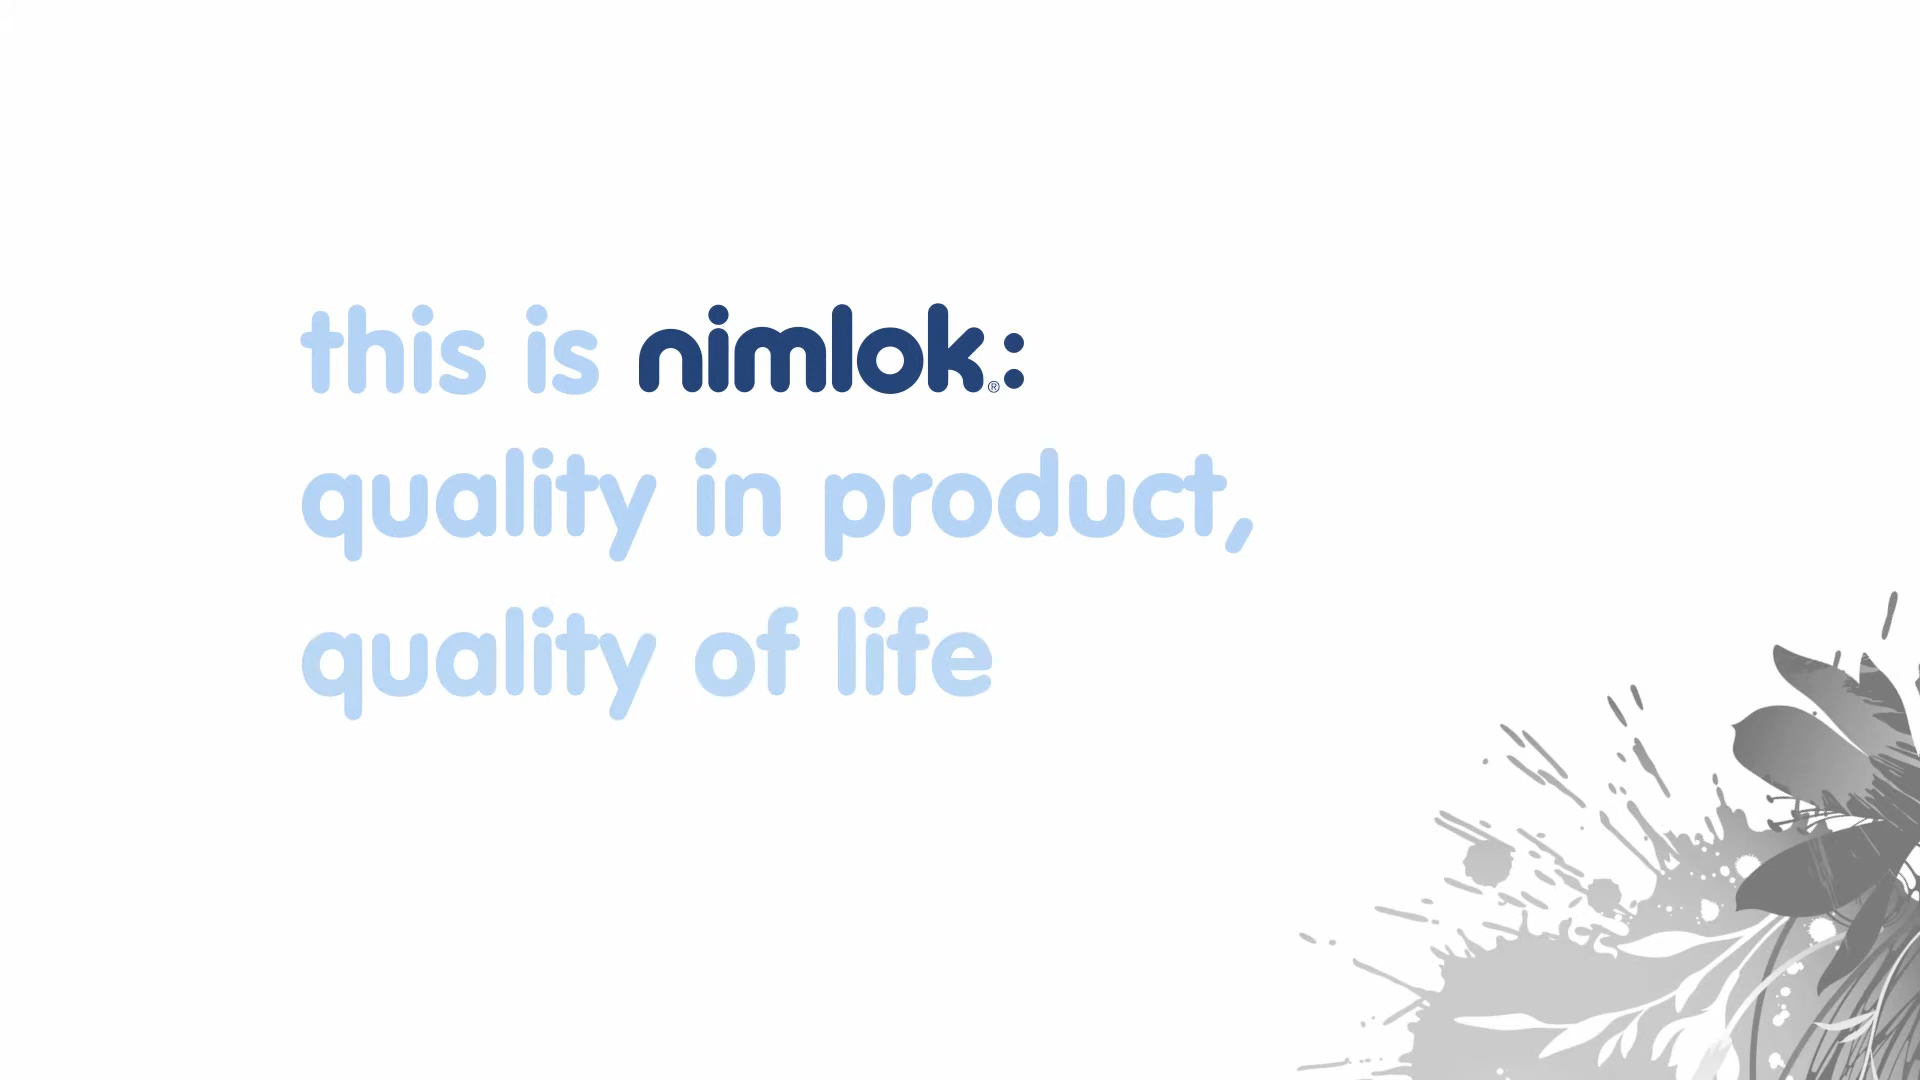 this is nimlok®:
quality in product,
quality of life